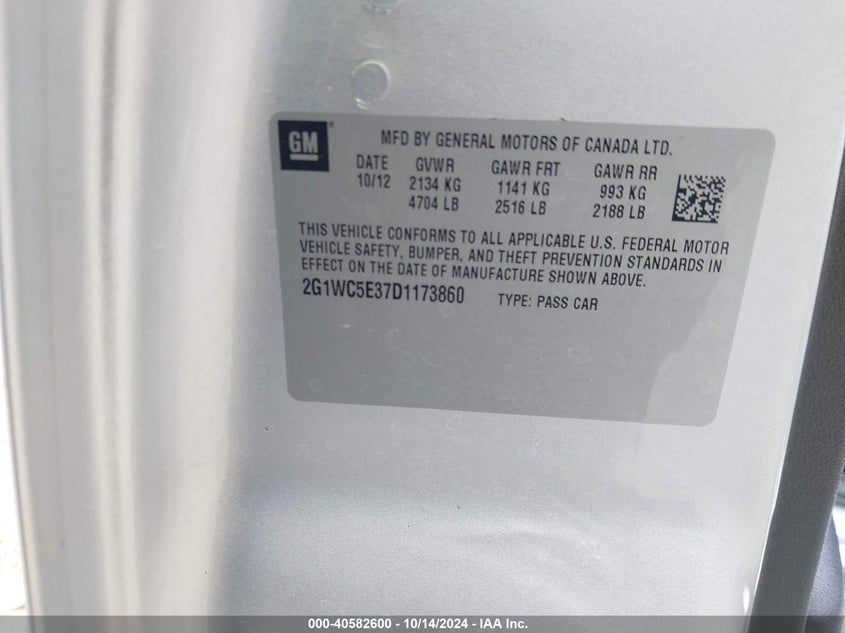 GM®
MFD BY GENERAL MOTORS OF CANADA LTD.
DATE GVWR GAWR FRT GAWR RR
10/12 2134 KG 1141 KG 993 KG
4704 LB 2516 LB 2188 LB
THIS VEHICLE CONFORMS TO ALL APPLICABLE U.S. FEDERAL MOTOR
VEHICLE SAFETY, BUMPER, AND THEFT PREVENTION STANDARDS IN
EFFECT ON THE DATE OF MANUFACTURE SHOWN ABOVE.
2G1WC5E37D1173860 TYPE: PASS CAR
000-40582600 - 10/14/2024 - IAA Inc.